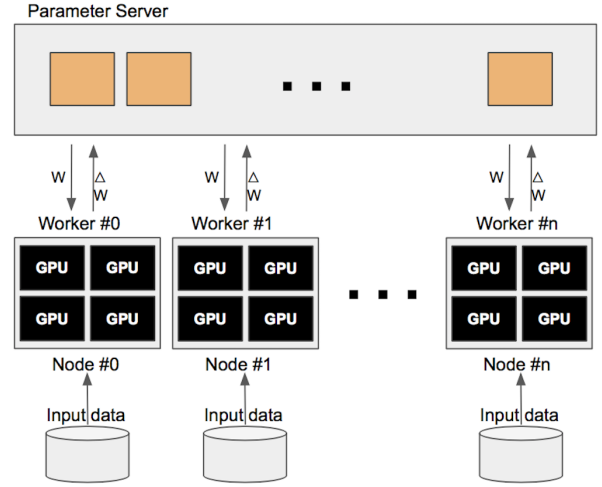 Parameter Server
W △ W
W △ W
W △ W
Worker #0
Worker #1
Worker #n
GPU GPU
GPU GPU
GPU GPU
GPU GPU
GPU GPU
GPU GPU
Node #0
Node #1
Node #n
Input data
Input data
Input data